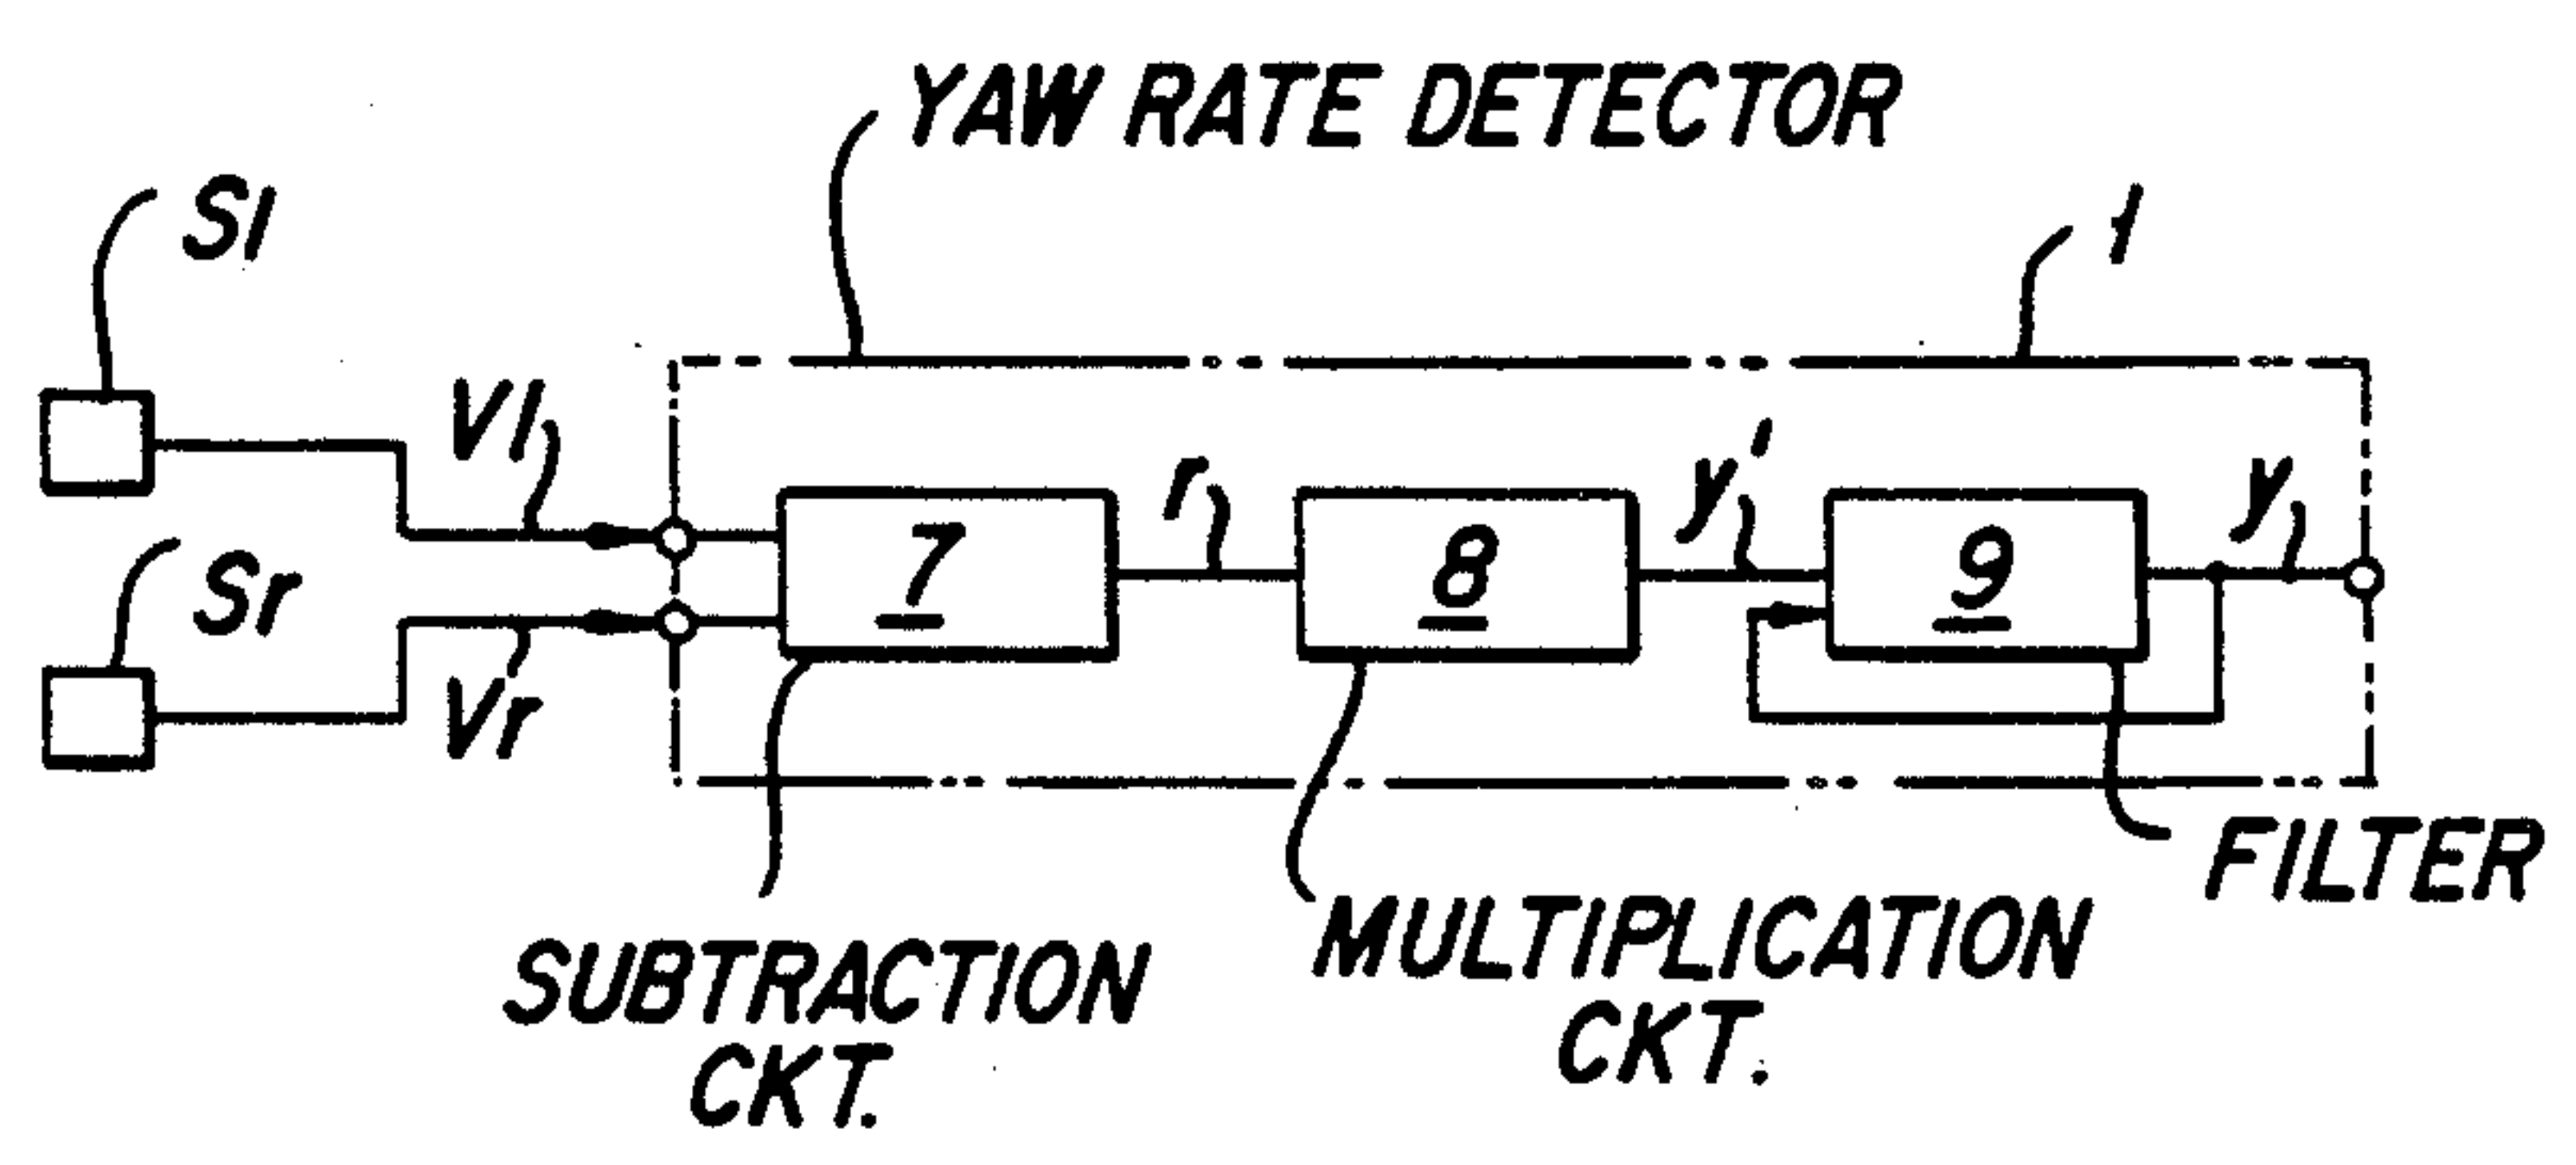 YAW RATE DETECTOR
Sl
1
Vl
r
y'
y
7
8
9
Sr
Vr
FILTER
MULTIPLICATION
CKT.
SUBTRACTION
CKT.